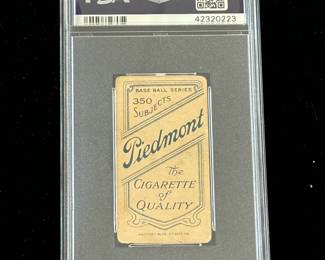 PSA
42320223
BASE BALL SERIES
350
SUBJECTS
Piedmont
The
CIGARETTE
of
QUALITY